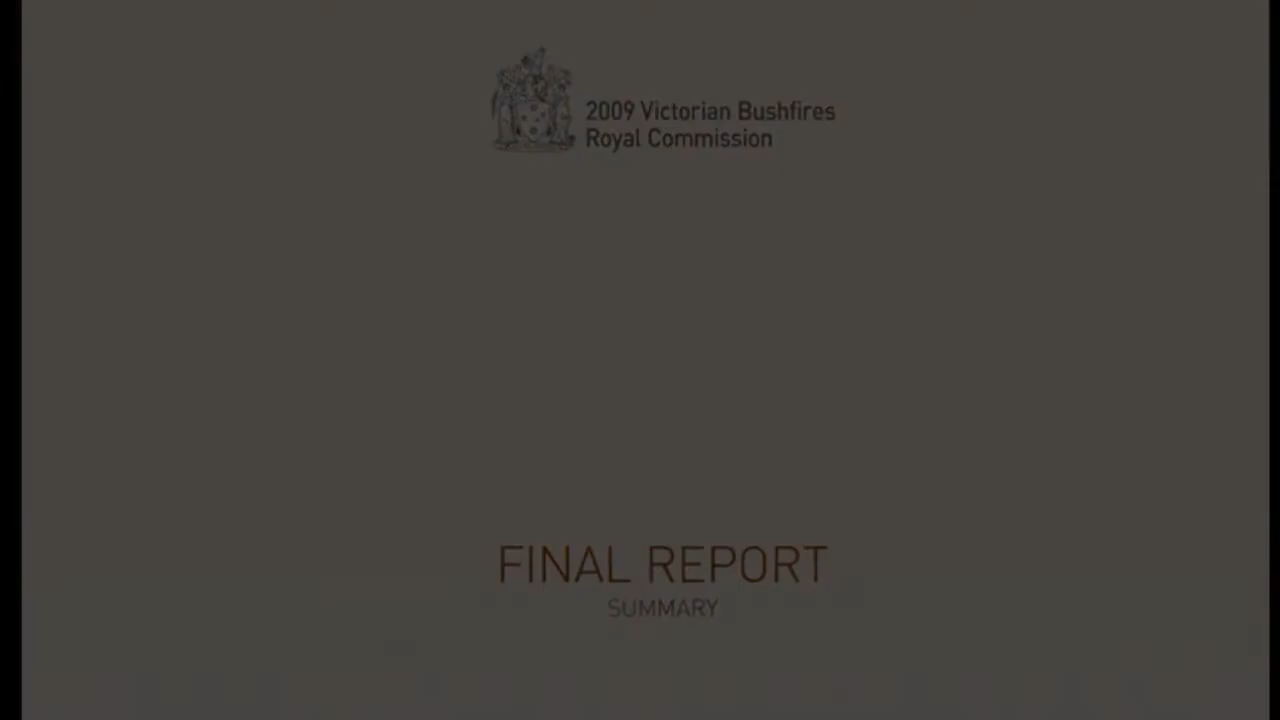 2009 Victorian Bushfires
Royal Commission
FINAL REPORT
SUMMARY